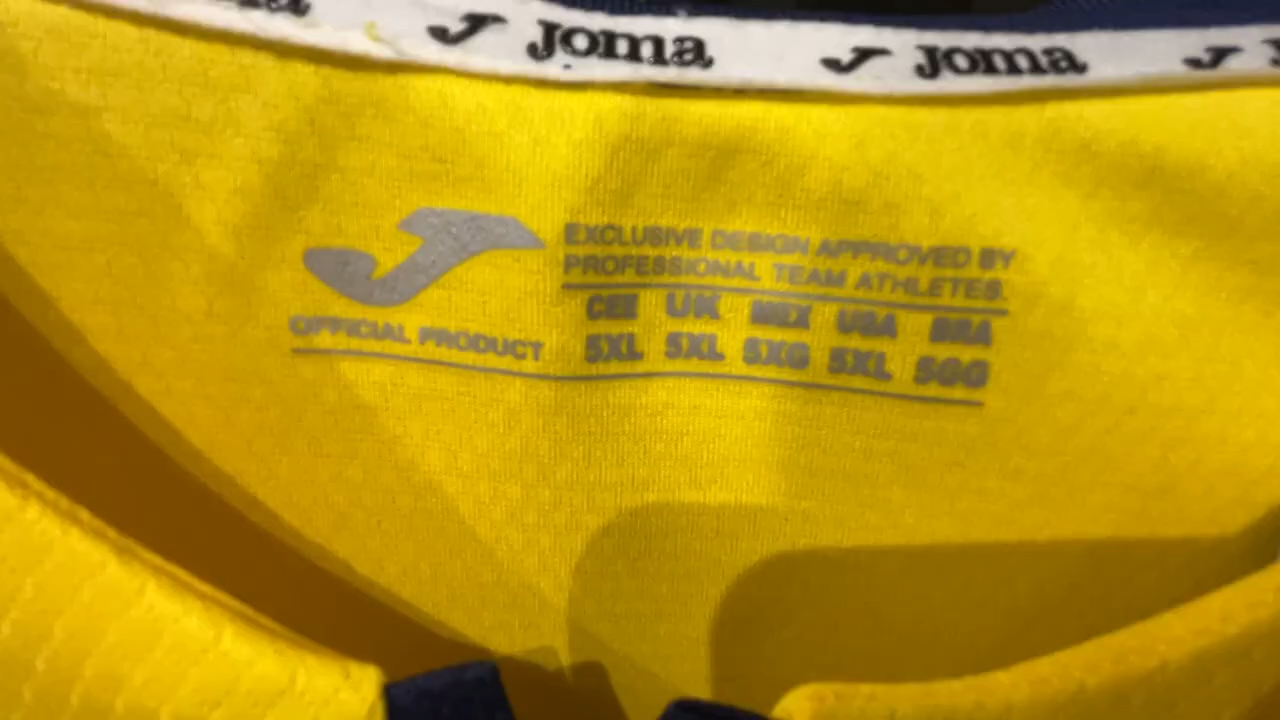 Joma Joma
EXCLUSIVE DESIGN APPROVED BY
PROFESSIONAL TEAM ATHLETES.
CEE UK MEX USA BRA
OFFICIAL PRODUCT
5XL 5XL 5XG 5XL 5GG